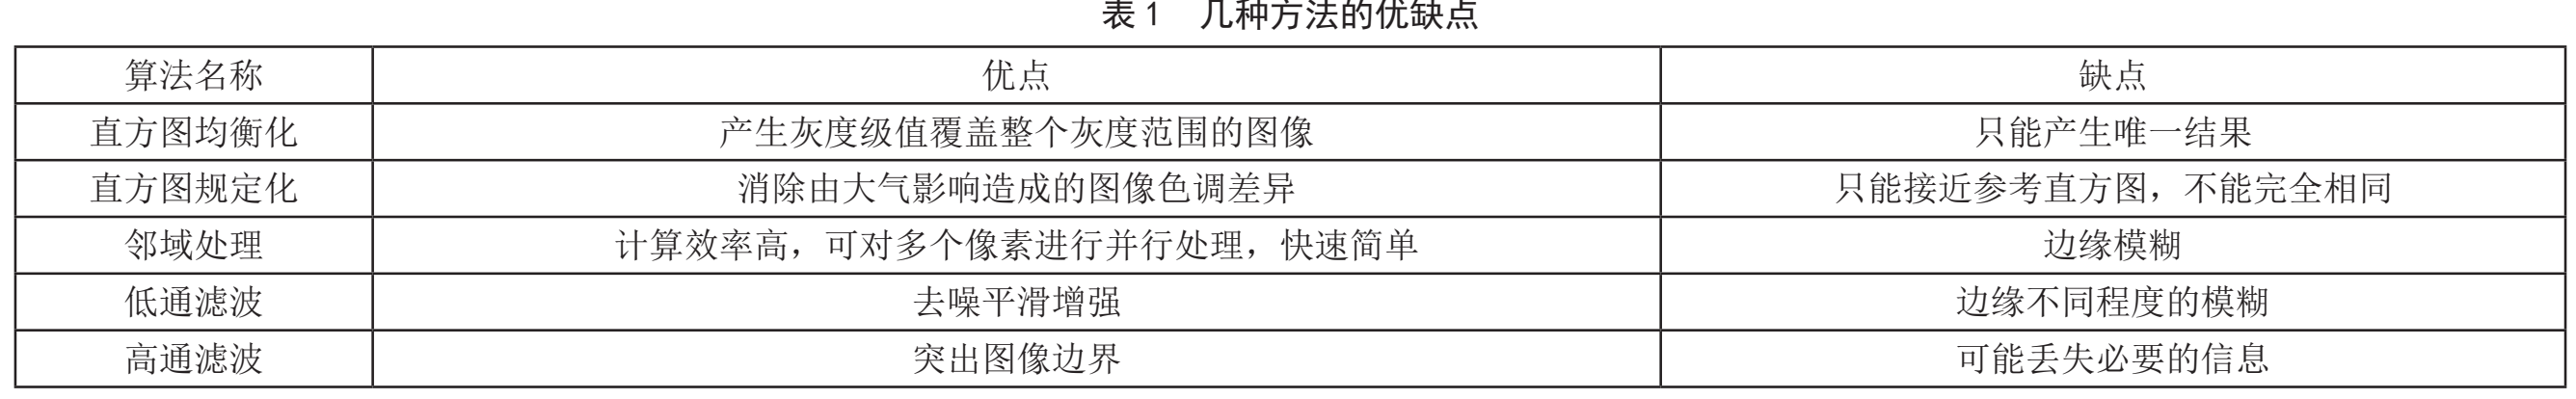 表1 几种方法的优缺点
算法名称 优点 缺点
直方图均衡化 产生灰度级值覆盖整个灰度范围的图像 只能产生唯一结果
直方图规定化 消除由大气影响造成的图像色调差异 只能接近参考直方图，不能完全相同
邻域处理 计算效率高，可对多个像素进行并行处理，快速简单 边缘模糊
低通滤波 去噪平滑增强 边缘不同程度的模糊
高通滤波 突出图像边界 可能丢失必要的信息